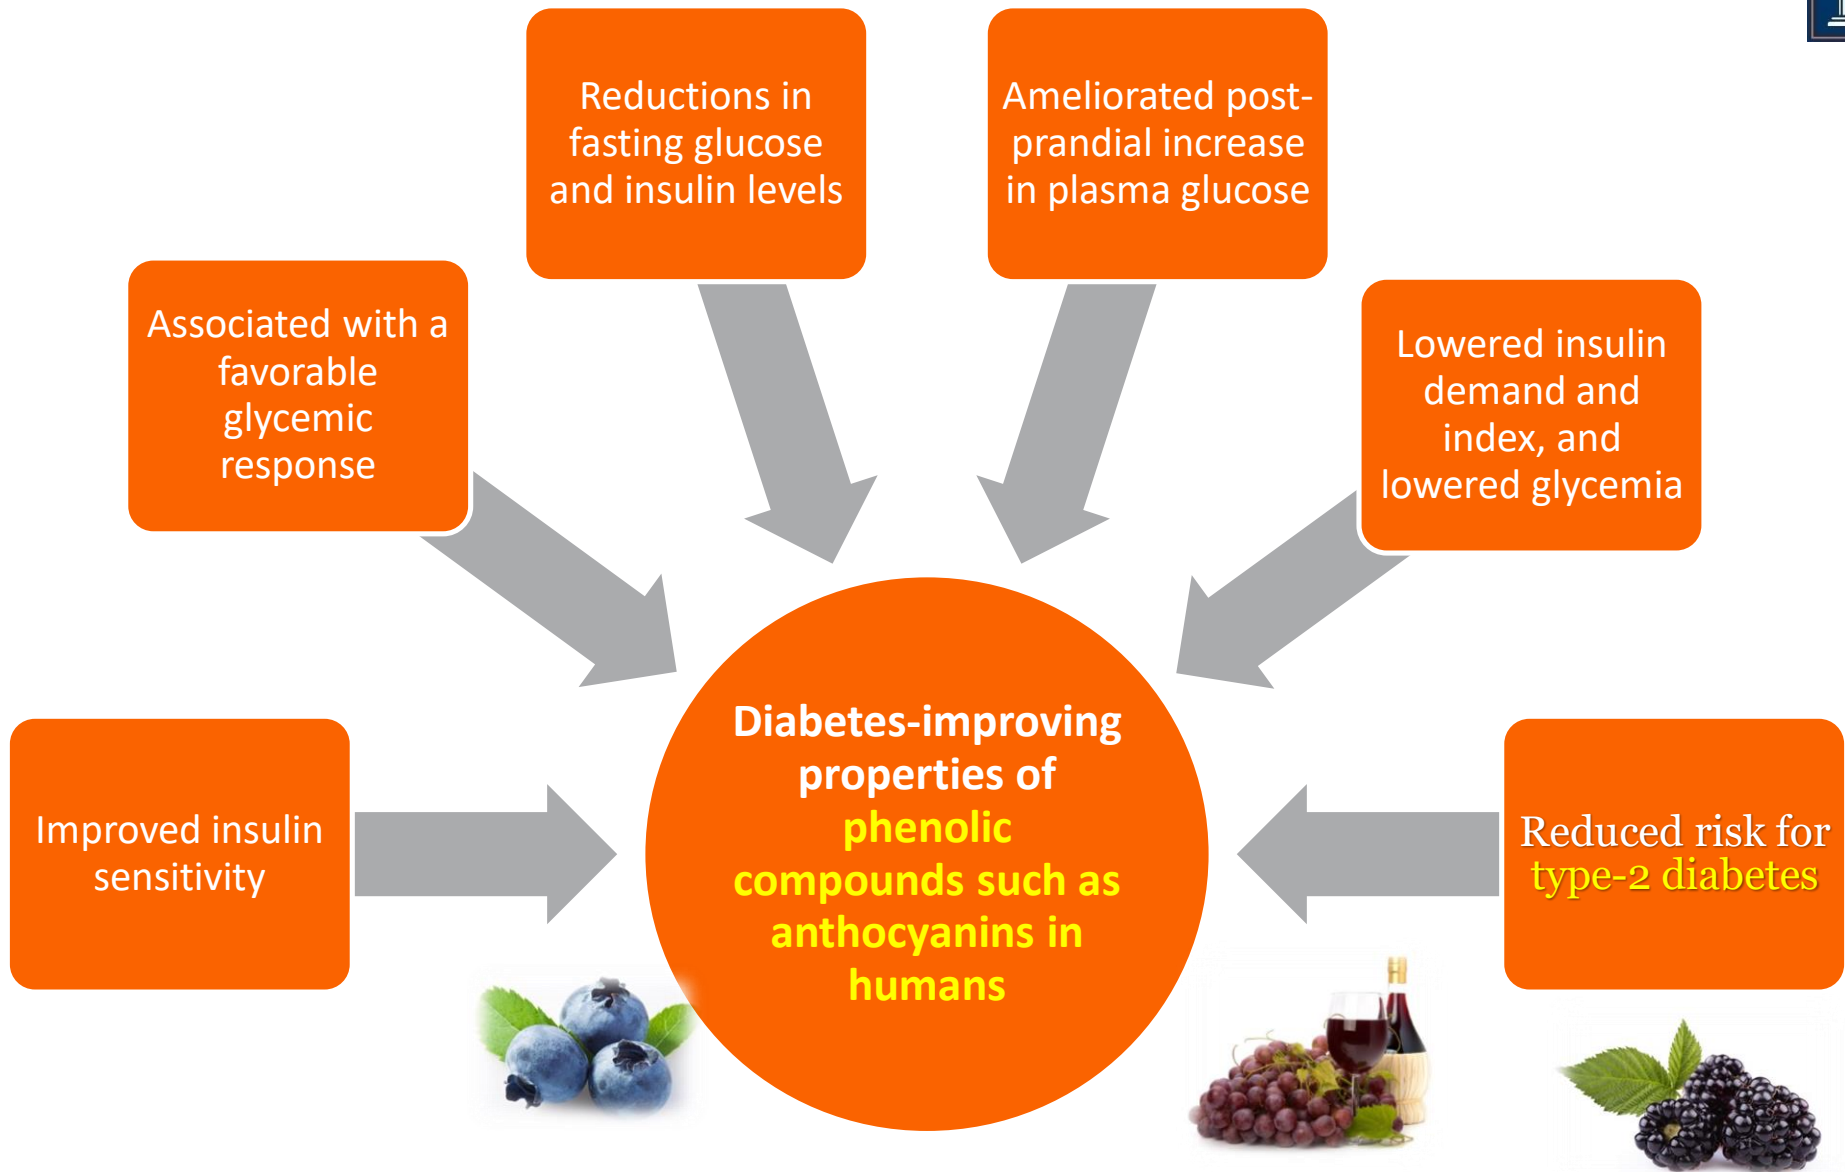 Reductions in
fasting glucose
and insulin levels
Ameliorated post-
prandial increase
in plasma glucose
Associated with a
favorable
glycemic
response
Lowered insulin
demand and
index, and
lowered glycemia
Improved insulin
sensitivity
Diabetes-improving
properties of
phenolic
compounds such as
anthocyanins in
humans
Reduced risk for
type-2 diabetes